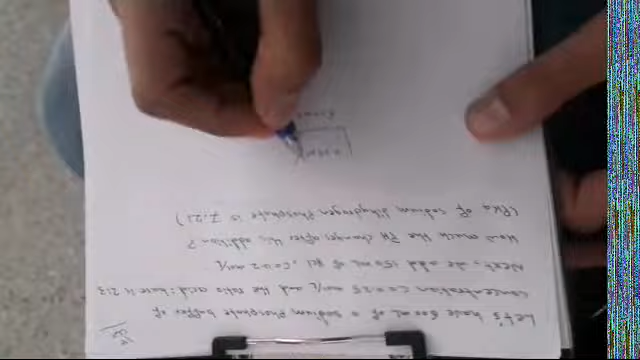 Let's have 500 mL of a sodium phosphate buffer of
concentration C = 0.25 mol/L and the ratio acid:base is 2:3
Next, we add 150 mL of HCl, C = 0.2 mol/L
How much the PH changes after this addition?
(PKa of sodium dihydrogen phosphate is 7.21)